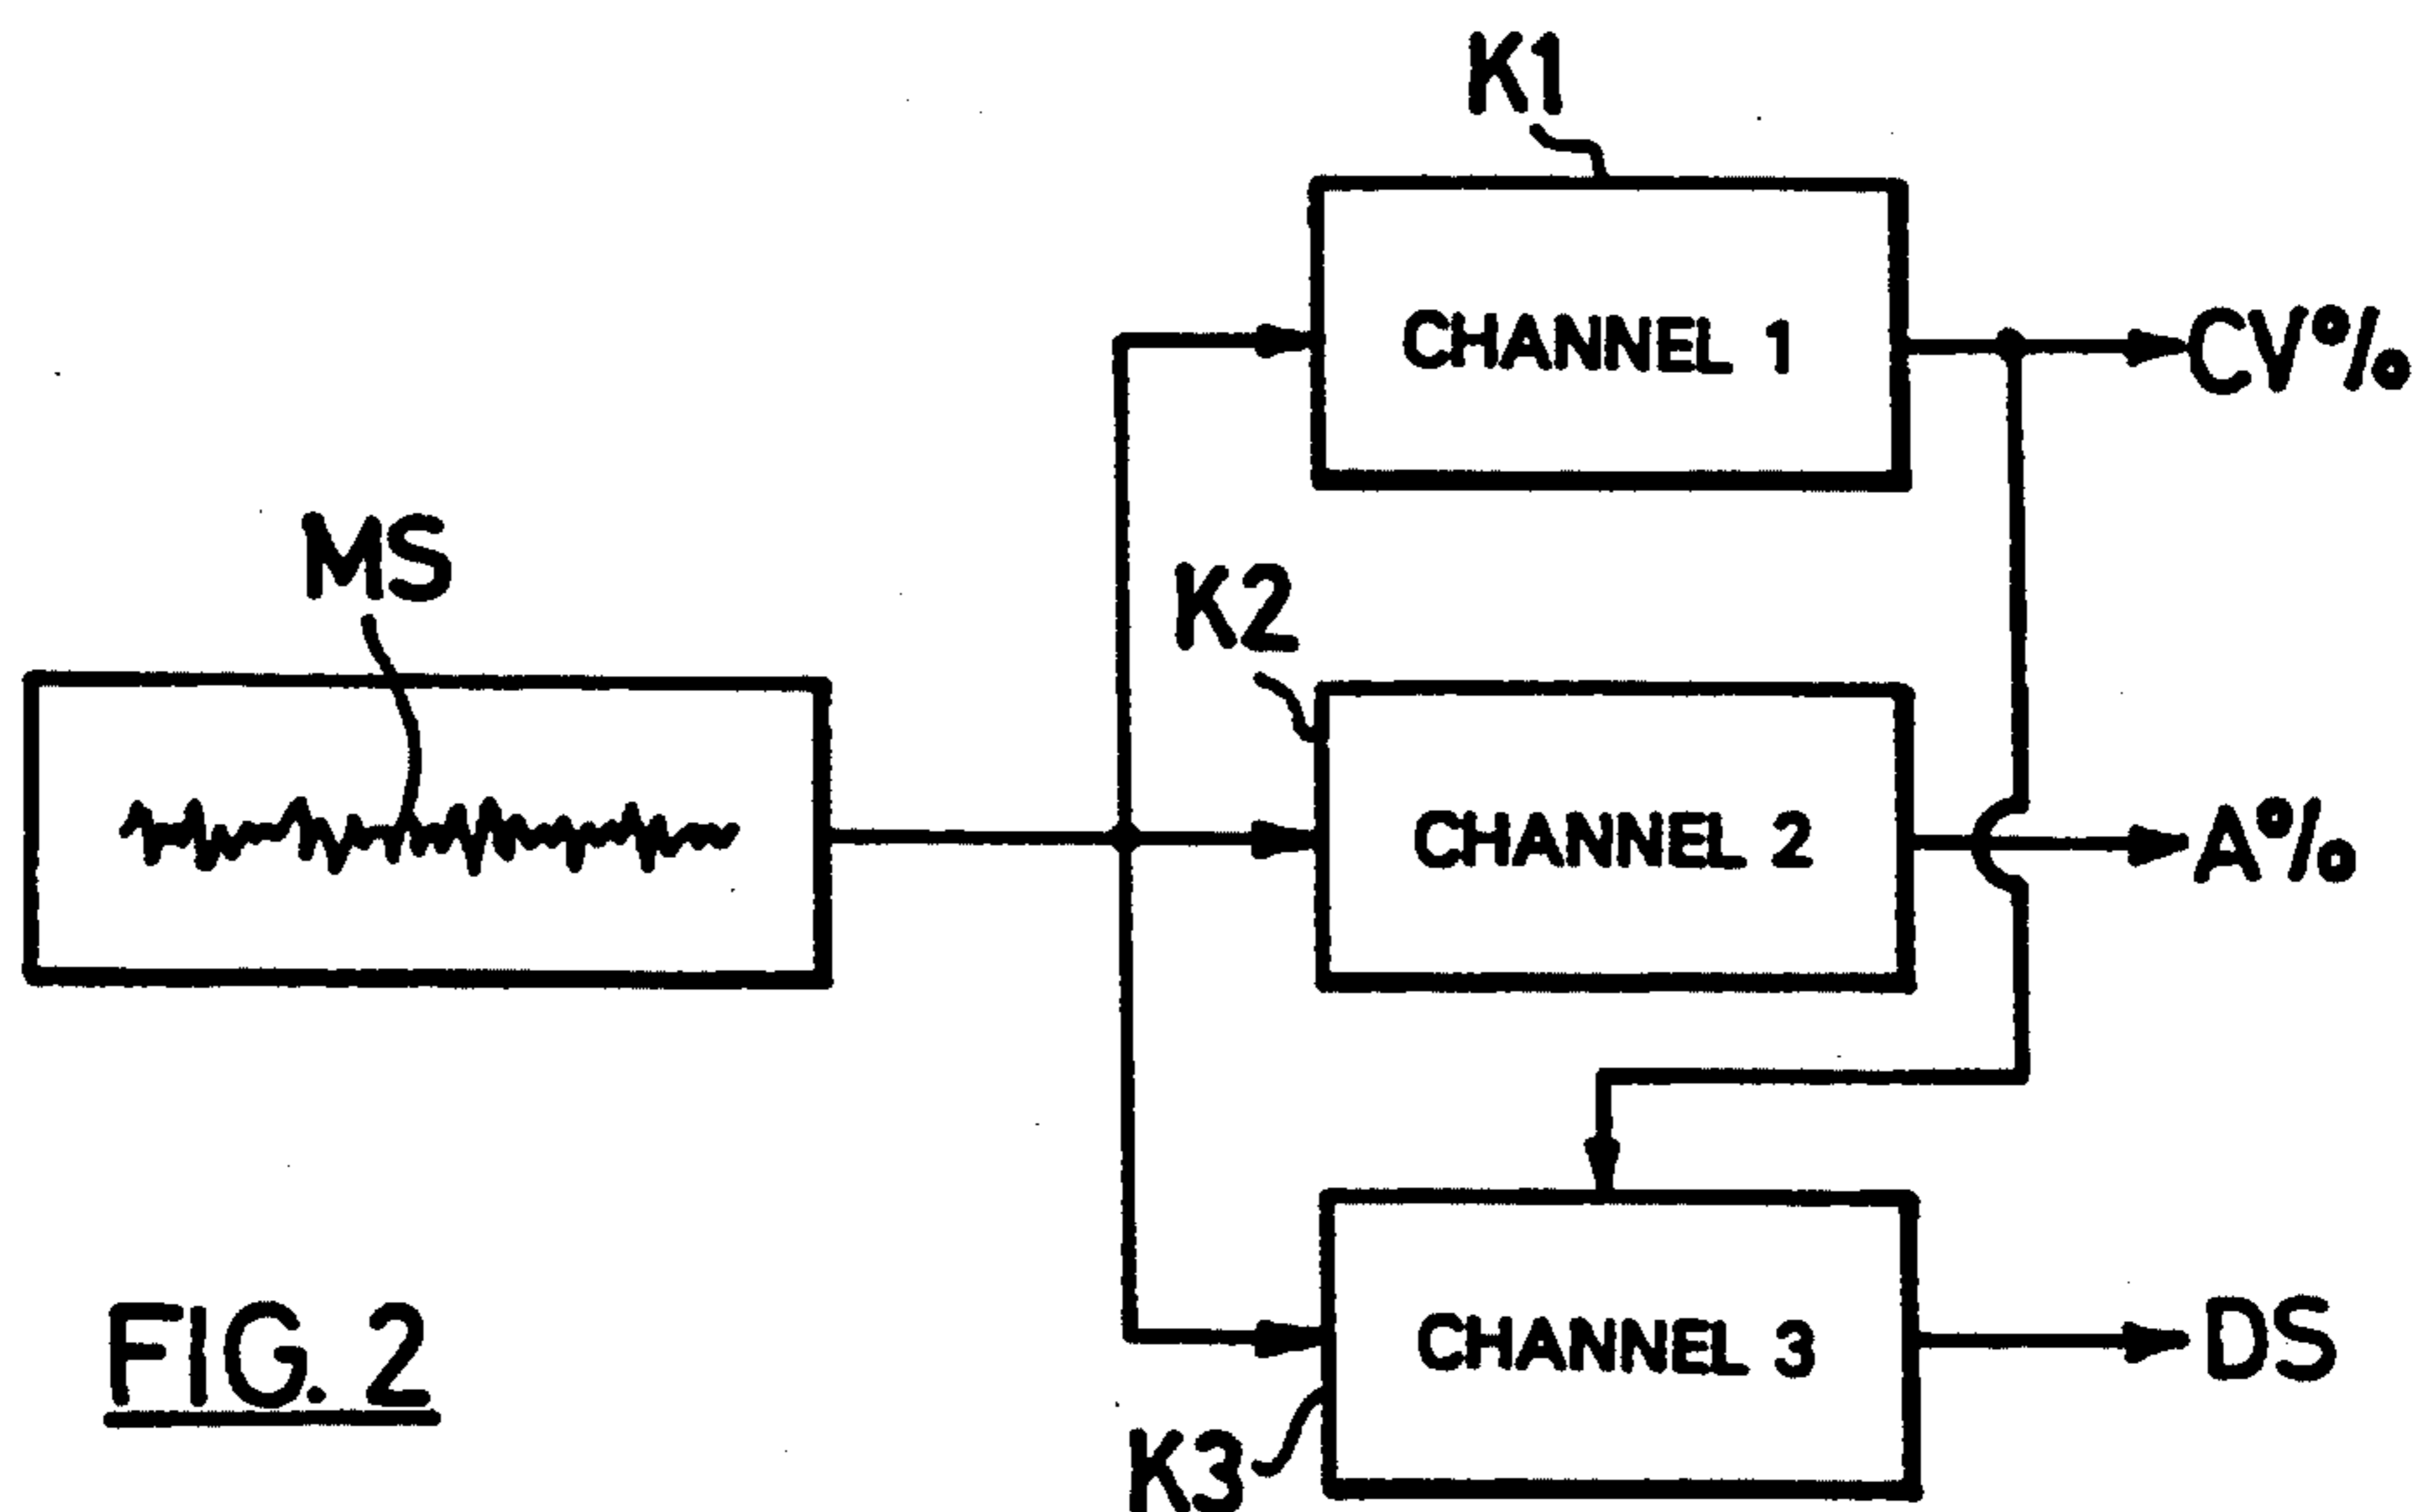 K1
CHANNEL 1
CV%
MS
K2
CHANNEL 2
A%
CHANNEL 3
DS
FIG. 2
K3